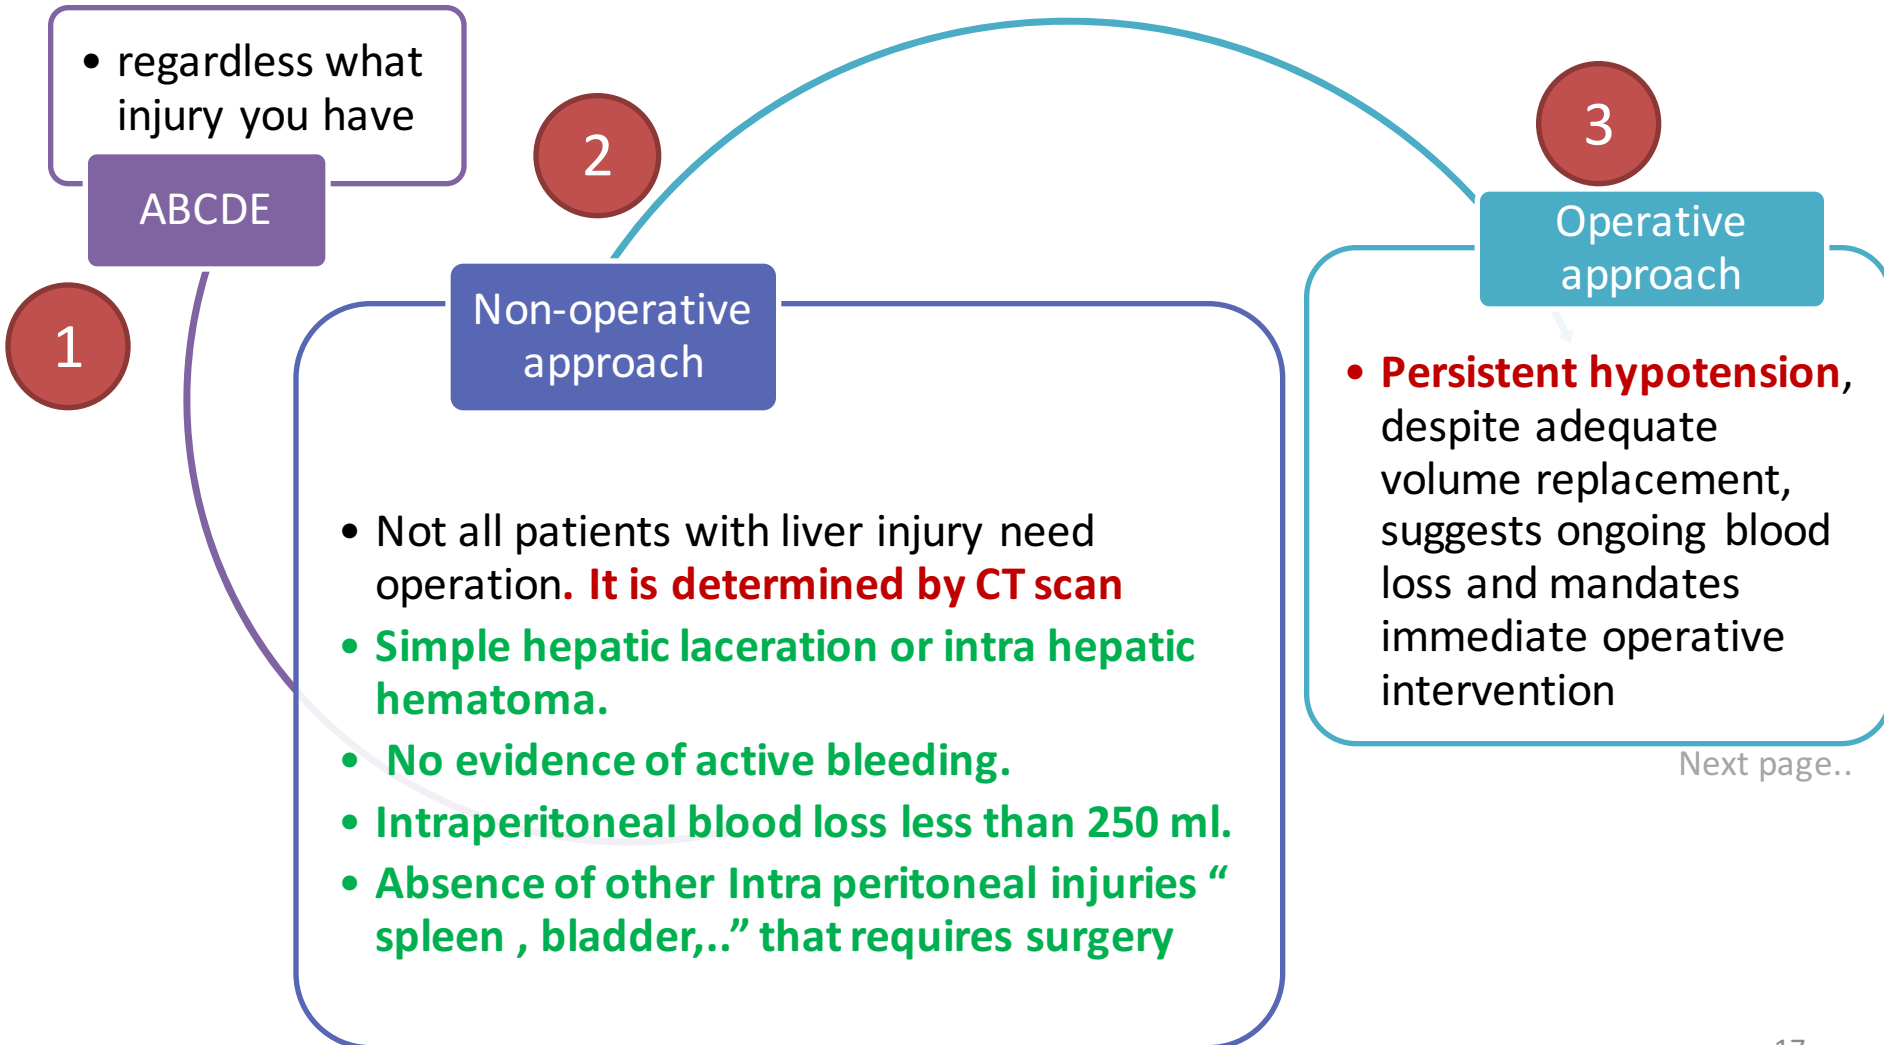 • regardless what
injury you have
ABCDE
1
2
Non-operative
approach
• Not all patients with liver injury need
operation. It is determined by CT scan
• Simple hepatic laceration or intra hepatic
hematoma.
• No evidence of active bleeding.
• Intraperitoneal blood loss less than 250 ml.
• Absence of other Intra peritoneal injuries “
spleen , bladder,..” that requires surgery
3
Operative
approach
• Persistent hypotension,
despite adequate
volume replacement,
suggests ongoing blood
loss and mandates
immediate operative
intervention
Next page..
17